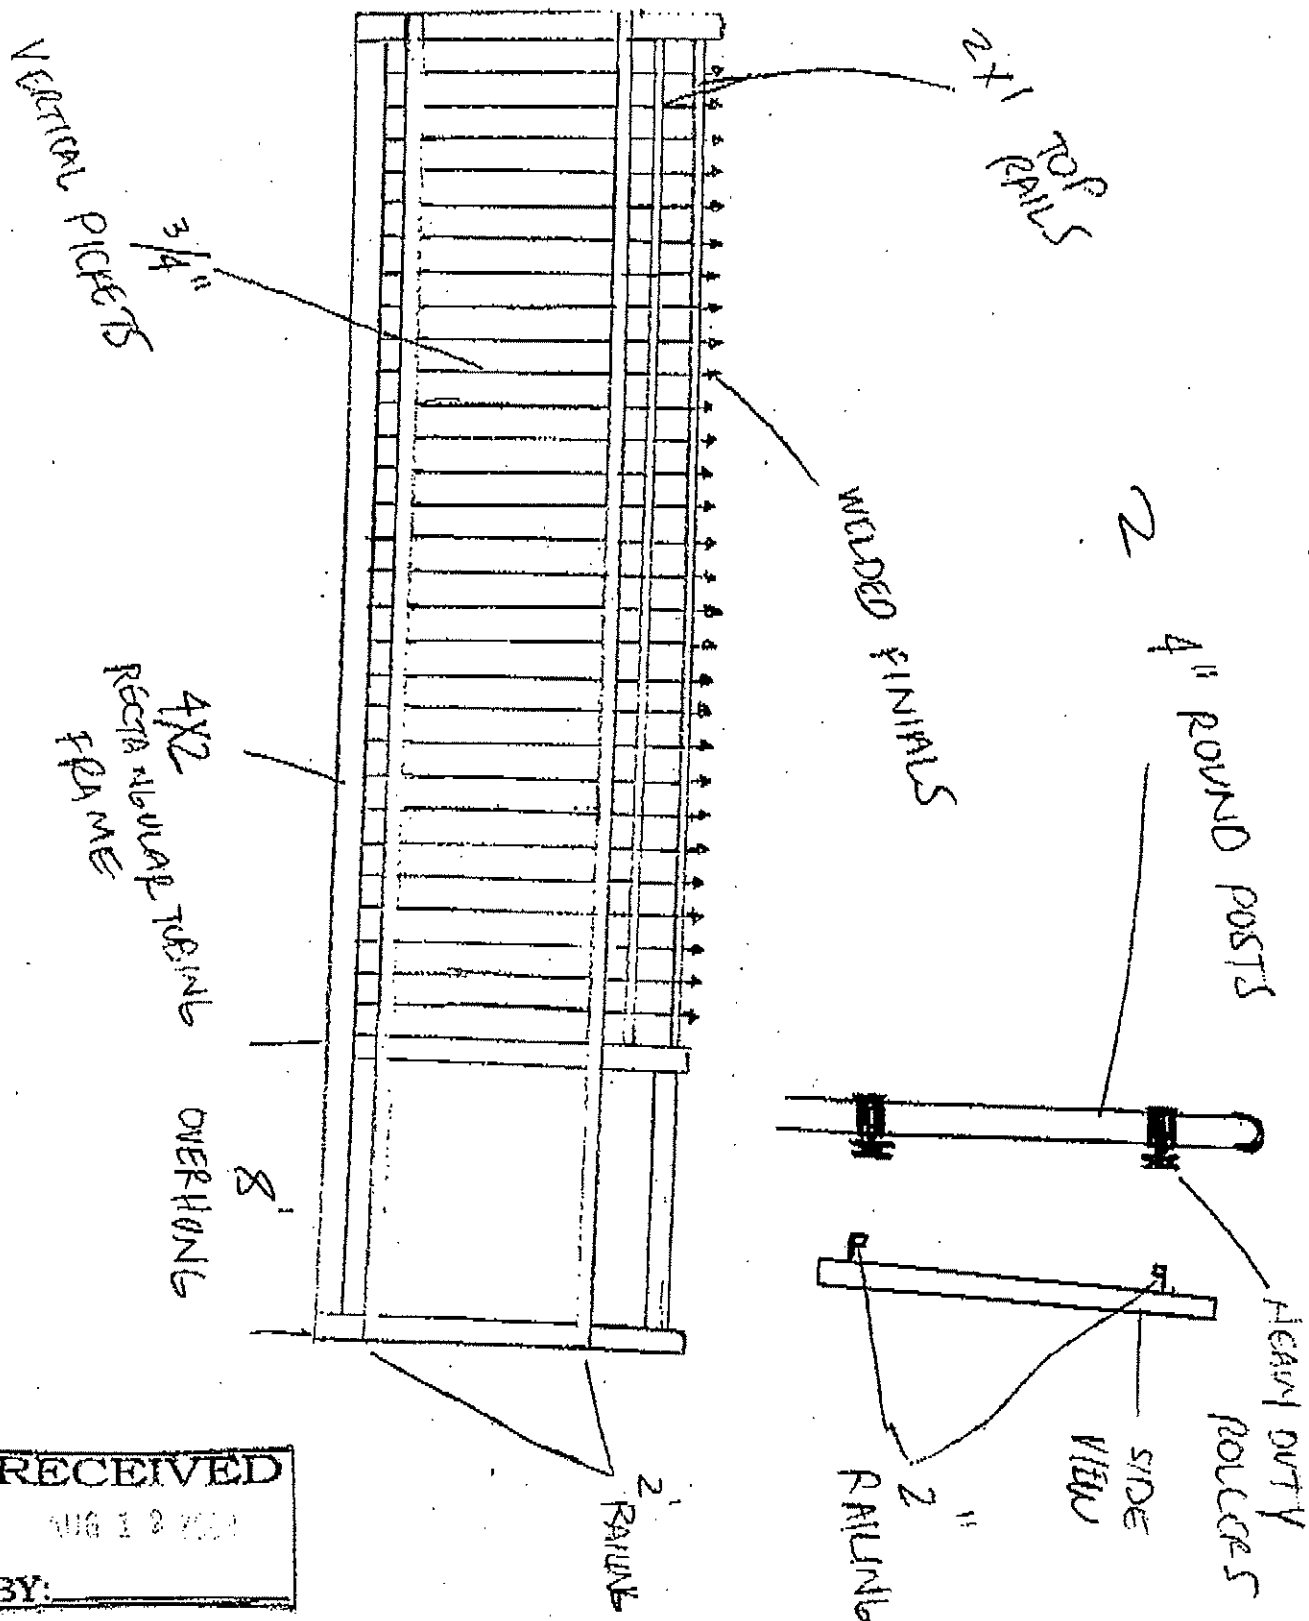 2X1
TOP
RAILS
WELDED FINIALS
2 4" ROUND POSTS
HEAVY DUTY
ROLLERS
SIDE
VIEW
2"
RAILING
2'
RAILING
3/4"
VERTICAL PICKETS
4X2
RECTANGULAR TUBING
FRAME
8'
OVERHANG
RECEIVED
AUG
BY: